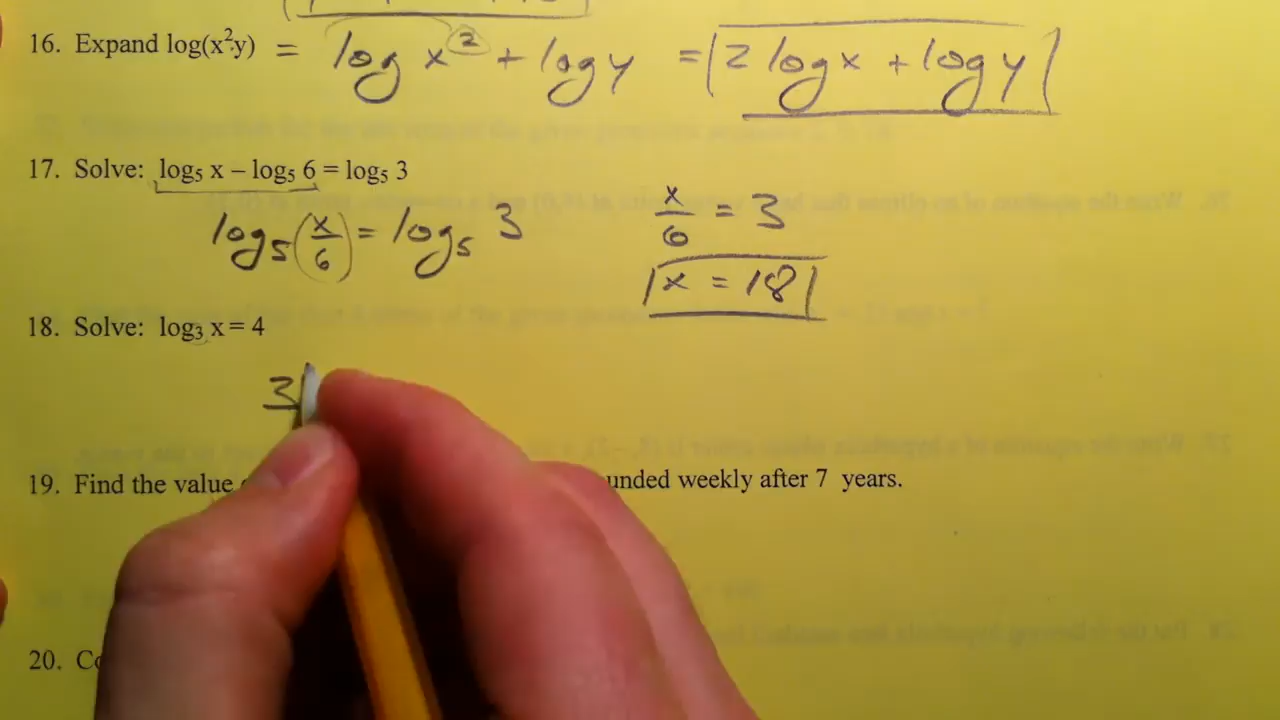 16. Expand log(x²y) = log x² + log y = 2 log x + log y
17. Solve: log₅ x – log₅ 6 = log₅ 3
log₅(x/6) = log₅ 3
x/6 = 3
x = 18
18. Solve: log₃ x = 4
3
19. Find the value unded weekly after 7 years.
20. Co